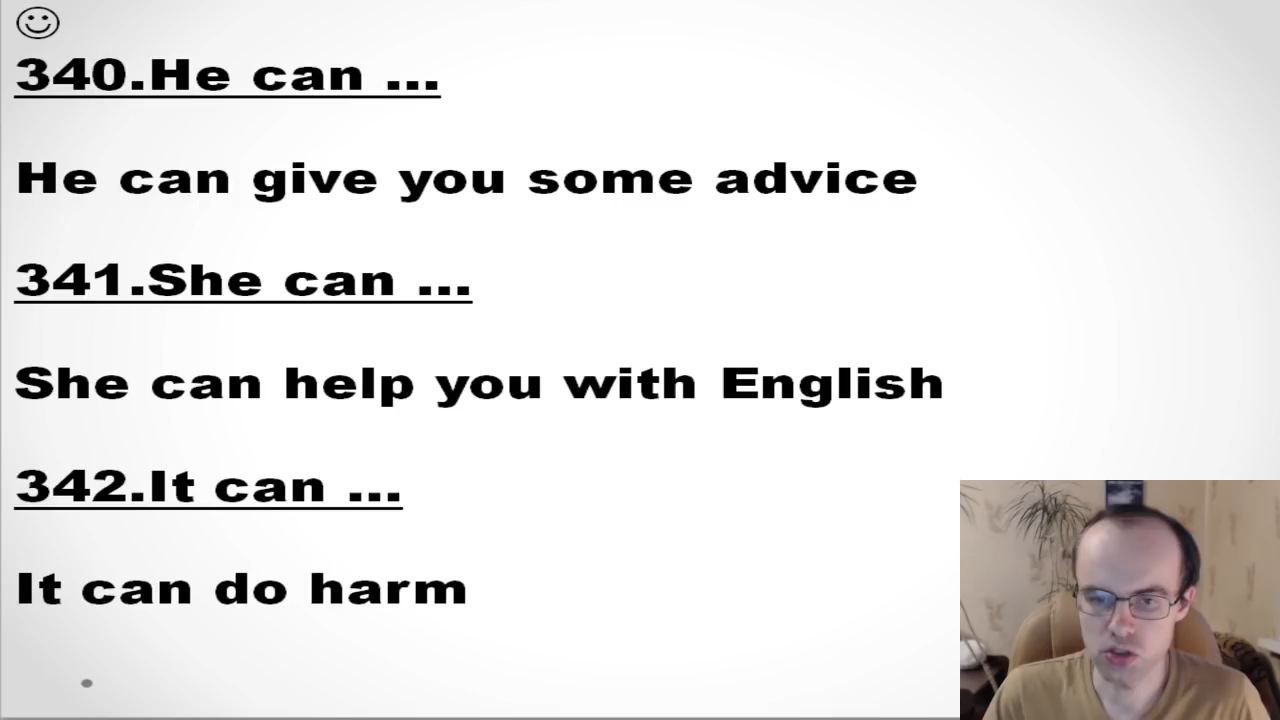 340.He can ...
He can give you some advice
341.She can ...
She can help you with English
342.It can ...
It can do harm